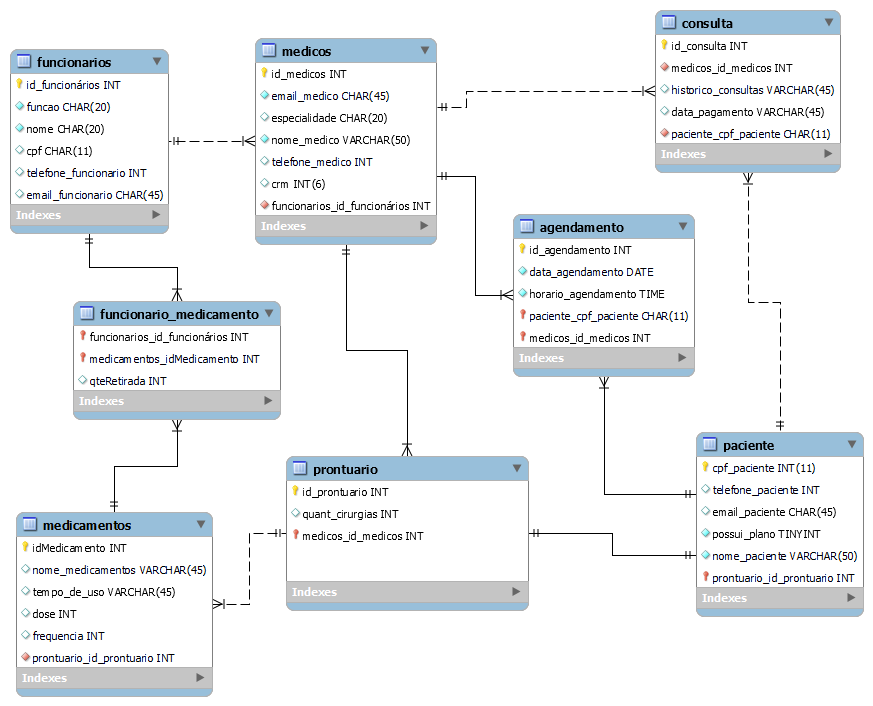 funcionarios
id_funcionários INT
funcao CHAR(20)
nome CHAR(20)
cpf CHAR(11)
telefone_funcionario INT
email_funcionario CHAR(45)
Indexes
medicos
id_medicos INT
email_medico CHAR(45)
especialidade CHAR(20)
nome_medico VARCHAR(50)
telefone_medico INT
crm INT(6)
funcionarios_id_funcionários INT
Indexes
consulta
id_consulta INT
medicos_id_medicos INT
historico_consultas VARCHAR(45)
data_pagamento VARCHAR(45)
paciente_cpf_paciente CHAR(11)
Indexes
agendamento
id_agendamento INT
data_agendamento DATE
horario_agendamento TIME
paciente_cpf_paciente CHAR(11)
medicos_id_medicos INT
Indexes
funcionario_medicamento
funcionarios_id_funcionários INT
medicamentos_idMedicamento INT
qteRetirada INT
Indexes
prontuario
id_prontuario INT
quant_cirurgias INT
medicos_id_medicos INT
Indexes
paciente
cpf_paciente INT(11)
telefone_paciente INT
email_paciente CHAR(45)
possui_plano TINYINT
nome_paciente VARCHAR(50)
prontuario_id_prontuario INT
Indexes
medicamentos
idMedicamento INT
nome_medicamentos VARCHAR(45)
tempo_de_uso VARCHAR(45)
dose INT
frequencia INT
prontuario_id_prontuario INT
Indexes